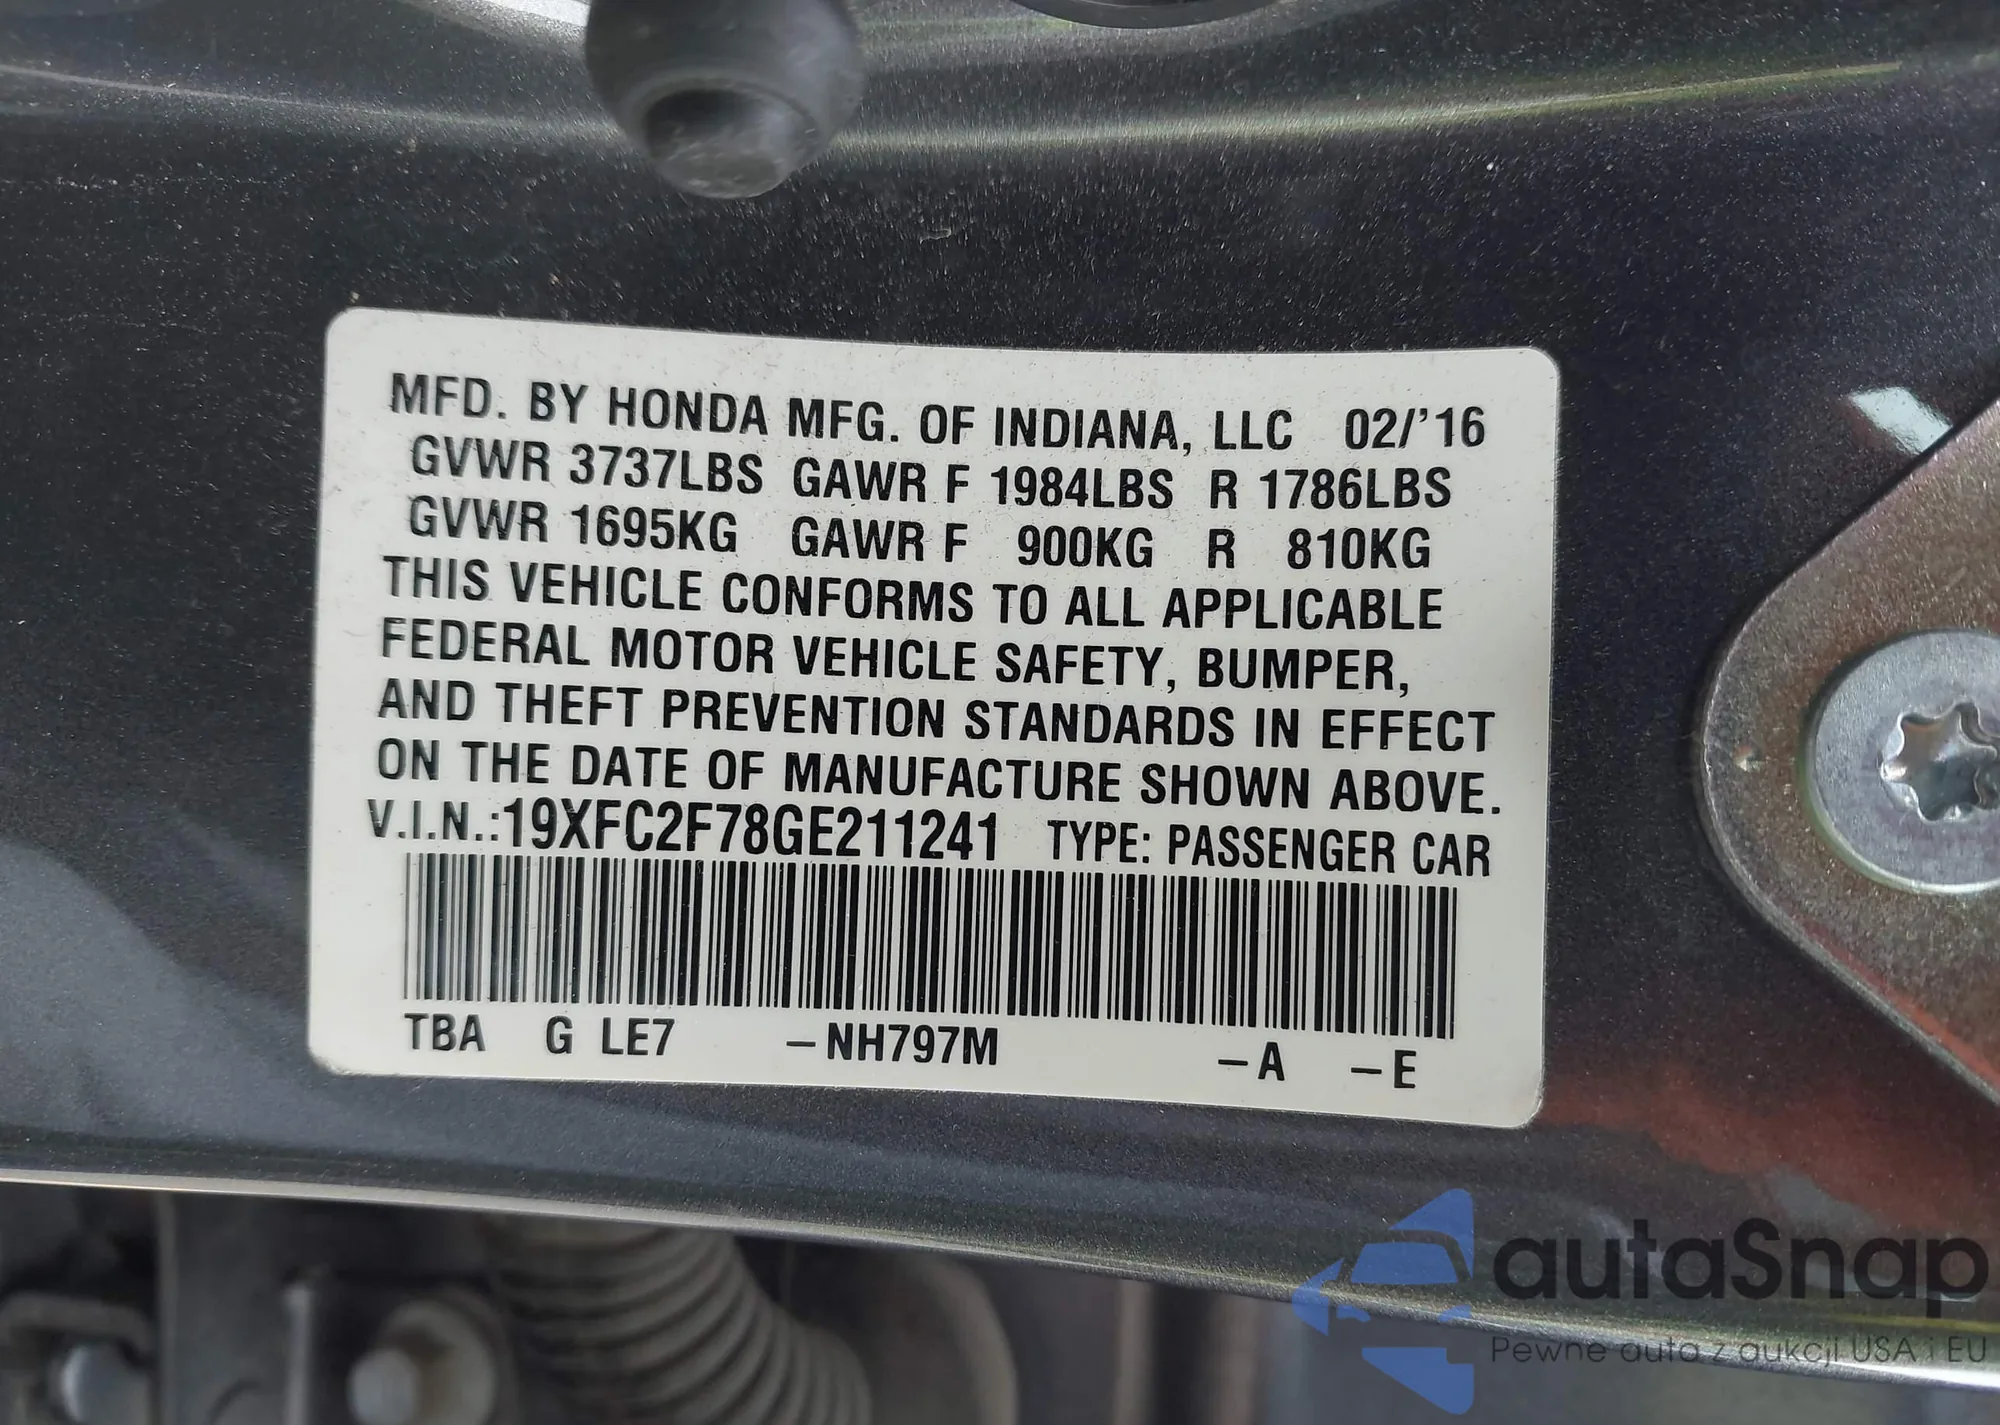 MFD. BY HONDA MFG. OF INDIANA, LLC 02/'16
GVWR 3737LBS GAWR F 1984LBS R 1786LBS
GVWR 1695KG GAWR F 900KG R 810KG
THIS VEHICLE CONFORMS TO ALL APPLICABLE
FEDERAL MOTOR VEHICLE SAFETY, BUMPER,
AND THEFT PREVENTION STANDARDS IN EFFECT
ON THE DATE OF MANUFACTURE SHOWN ABOVE.
V.I.N.:19XFC2F78GE211241 TYPE: PASSENGER CAR
TBA G LE7 –NH797M –A –E
autaSnap
Pewne auta z aukcji USA i EU